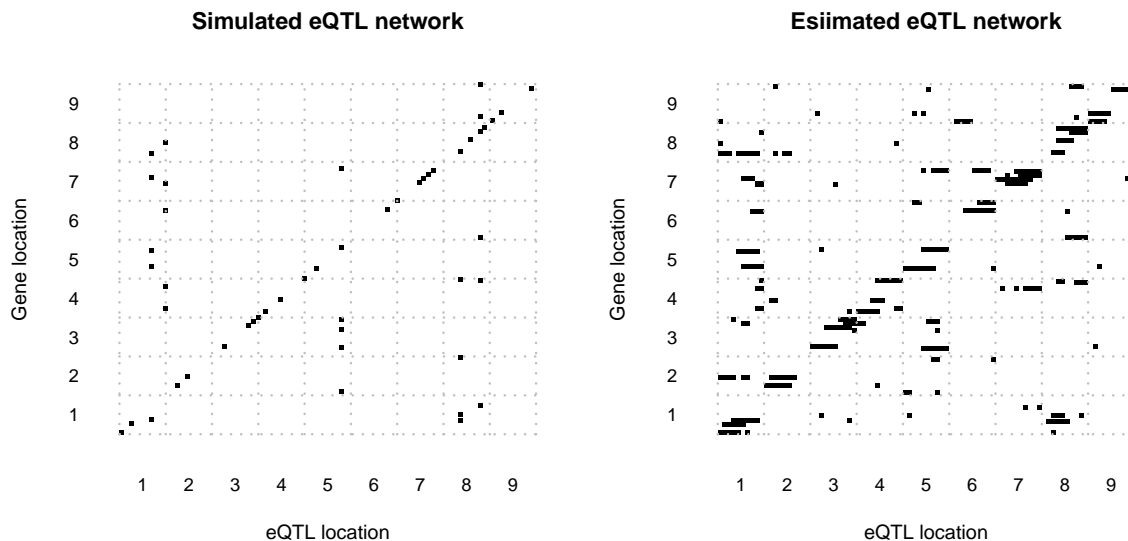 Simulated eQTL network
Esiimated eQTL network
Gene location
9
8
7
6
5
4
3
2
1
1 2 3 4 5 6 7 8 9
eQTL location
Gene location
9
8
7
6
5
4
3
2
1
1 2 3 4 5 6 7 8 9
eQTL location